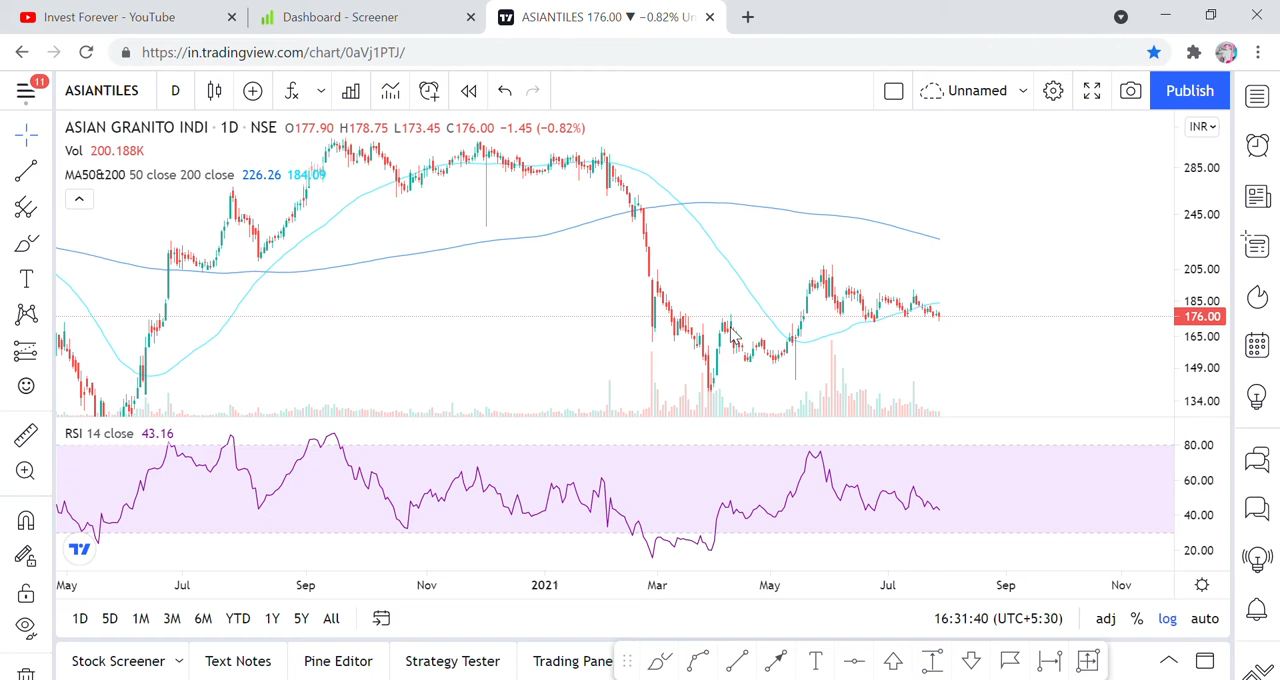 Invest Forever - YouTube
Dashboard - Screener
ASIANTILES 176.00 ▼ −0.82% Un
https://in.tradingview.com/chart/0aVj1PTJ/
11
ASIANTILES D
Unnamed
Publish
ASIAN GRANITO INDI · 1D · NSE O177.90 H178.75 L173.45 C176.00 −1.45 (−0.82%)
INR
Vol 200.188K
MA50&200 50 close 200 close 226.26 184.09
285.00
245.00
205.00
185.00
176.00
165.00
149.00
134.00
RSI 14 close 43.16
80.00
60.00
40.00
20.00
May Jul Sep Nov 2021 Mar May Jul Sep Nov
1D 5D 1M 3M 6M YTD 1Y 5Y All
16:31:40 (UTC+5:30) adj % log auto
Stock Screener Text Notes Pine Editor Strategy Tester Trading Pane